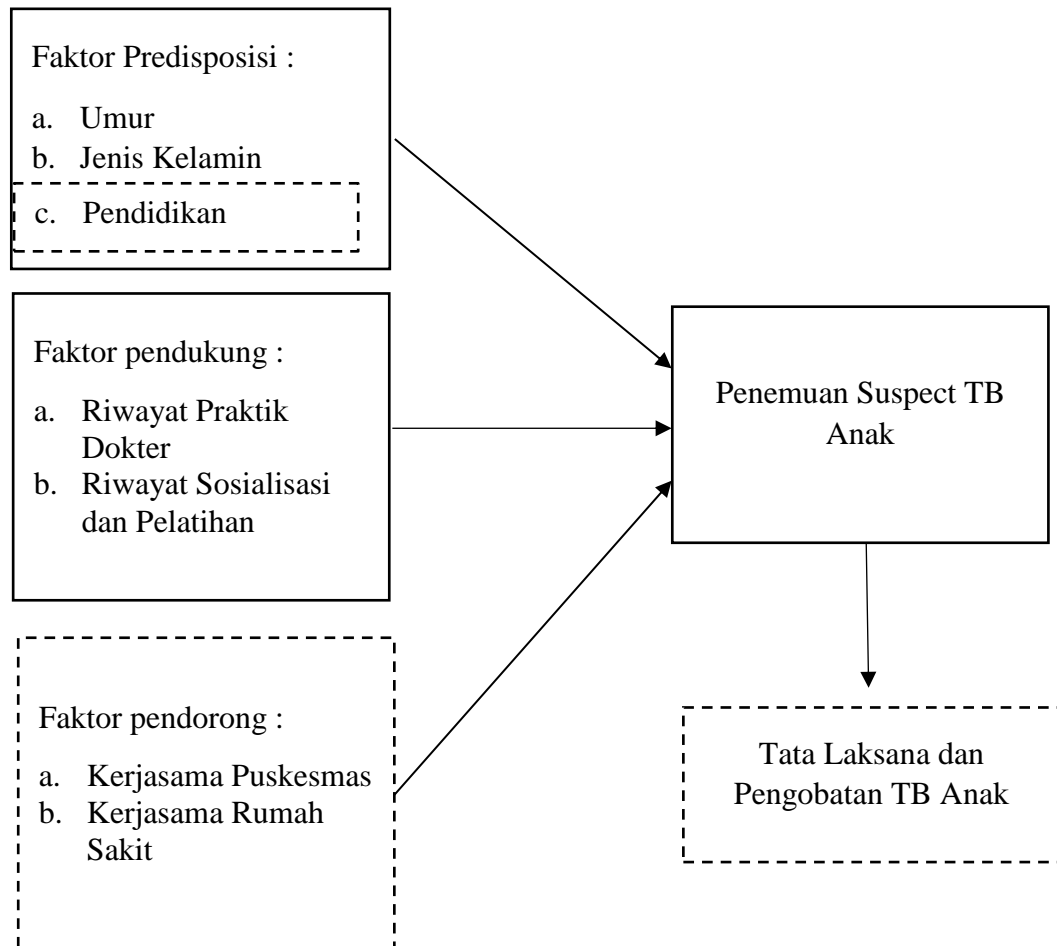 Faktor Predisposisi :
a. Umur
b. Jenis Kelamin
c. Pendidikan
Faktor pendukung :
a. Riwayat Praktik
Dokter
b. Riwayat Sosialisasi
dan Pelatihan
Faktor pendorong :
a. Kerjasama Puskesmas
b. Kerjasama Rumah
Sakit
Penemuan Suspect TB
Anak
Tata Laksana dan
Pengobatan TB Anak